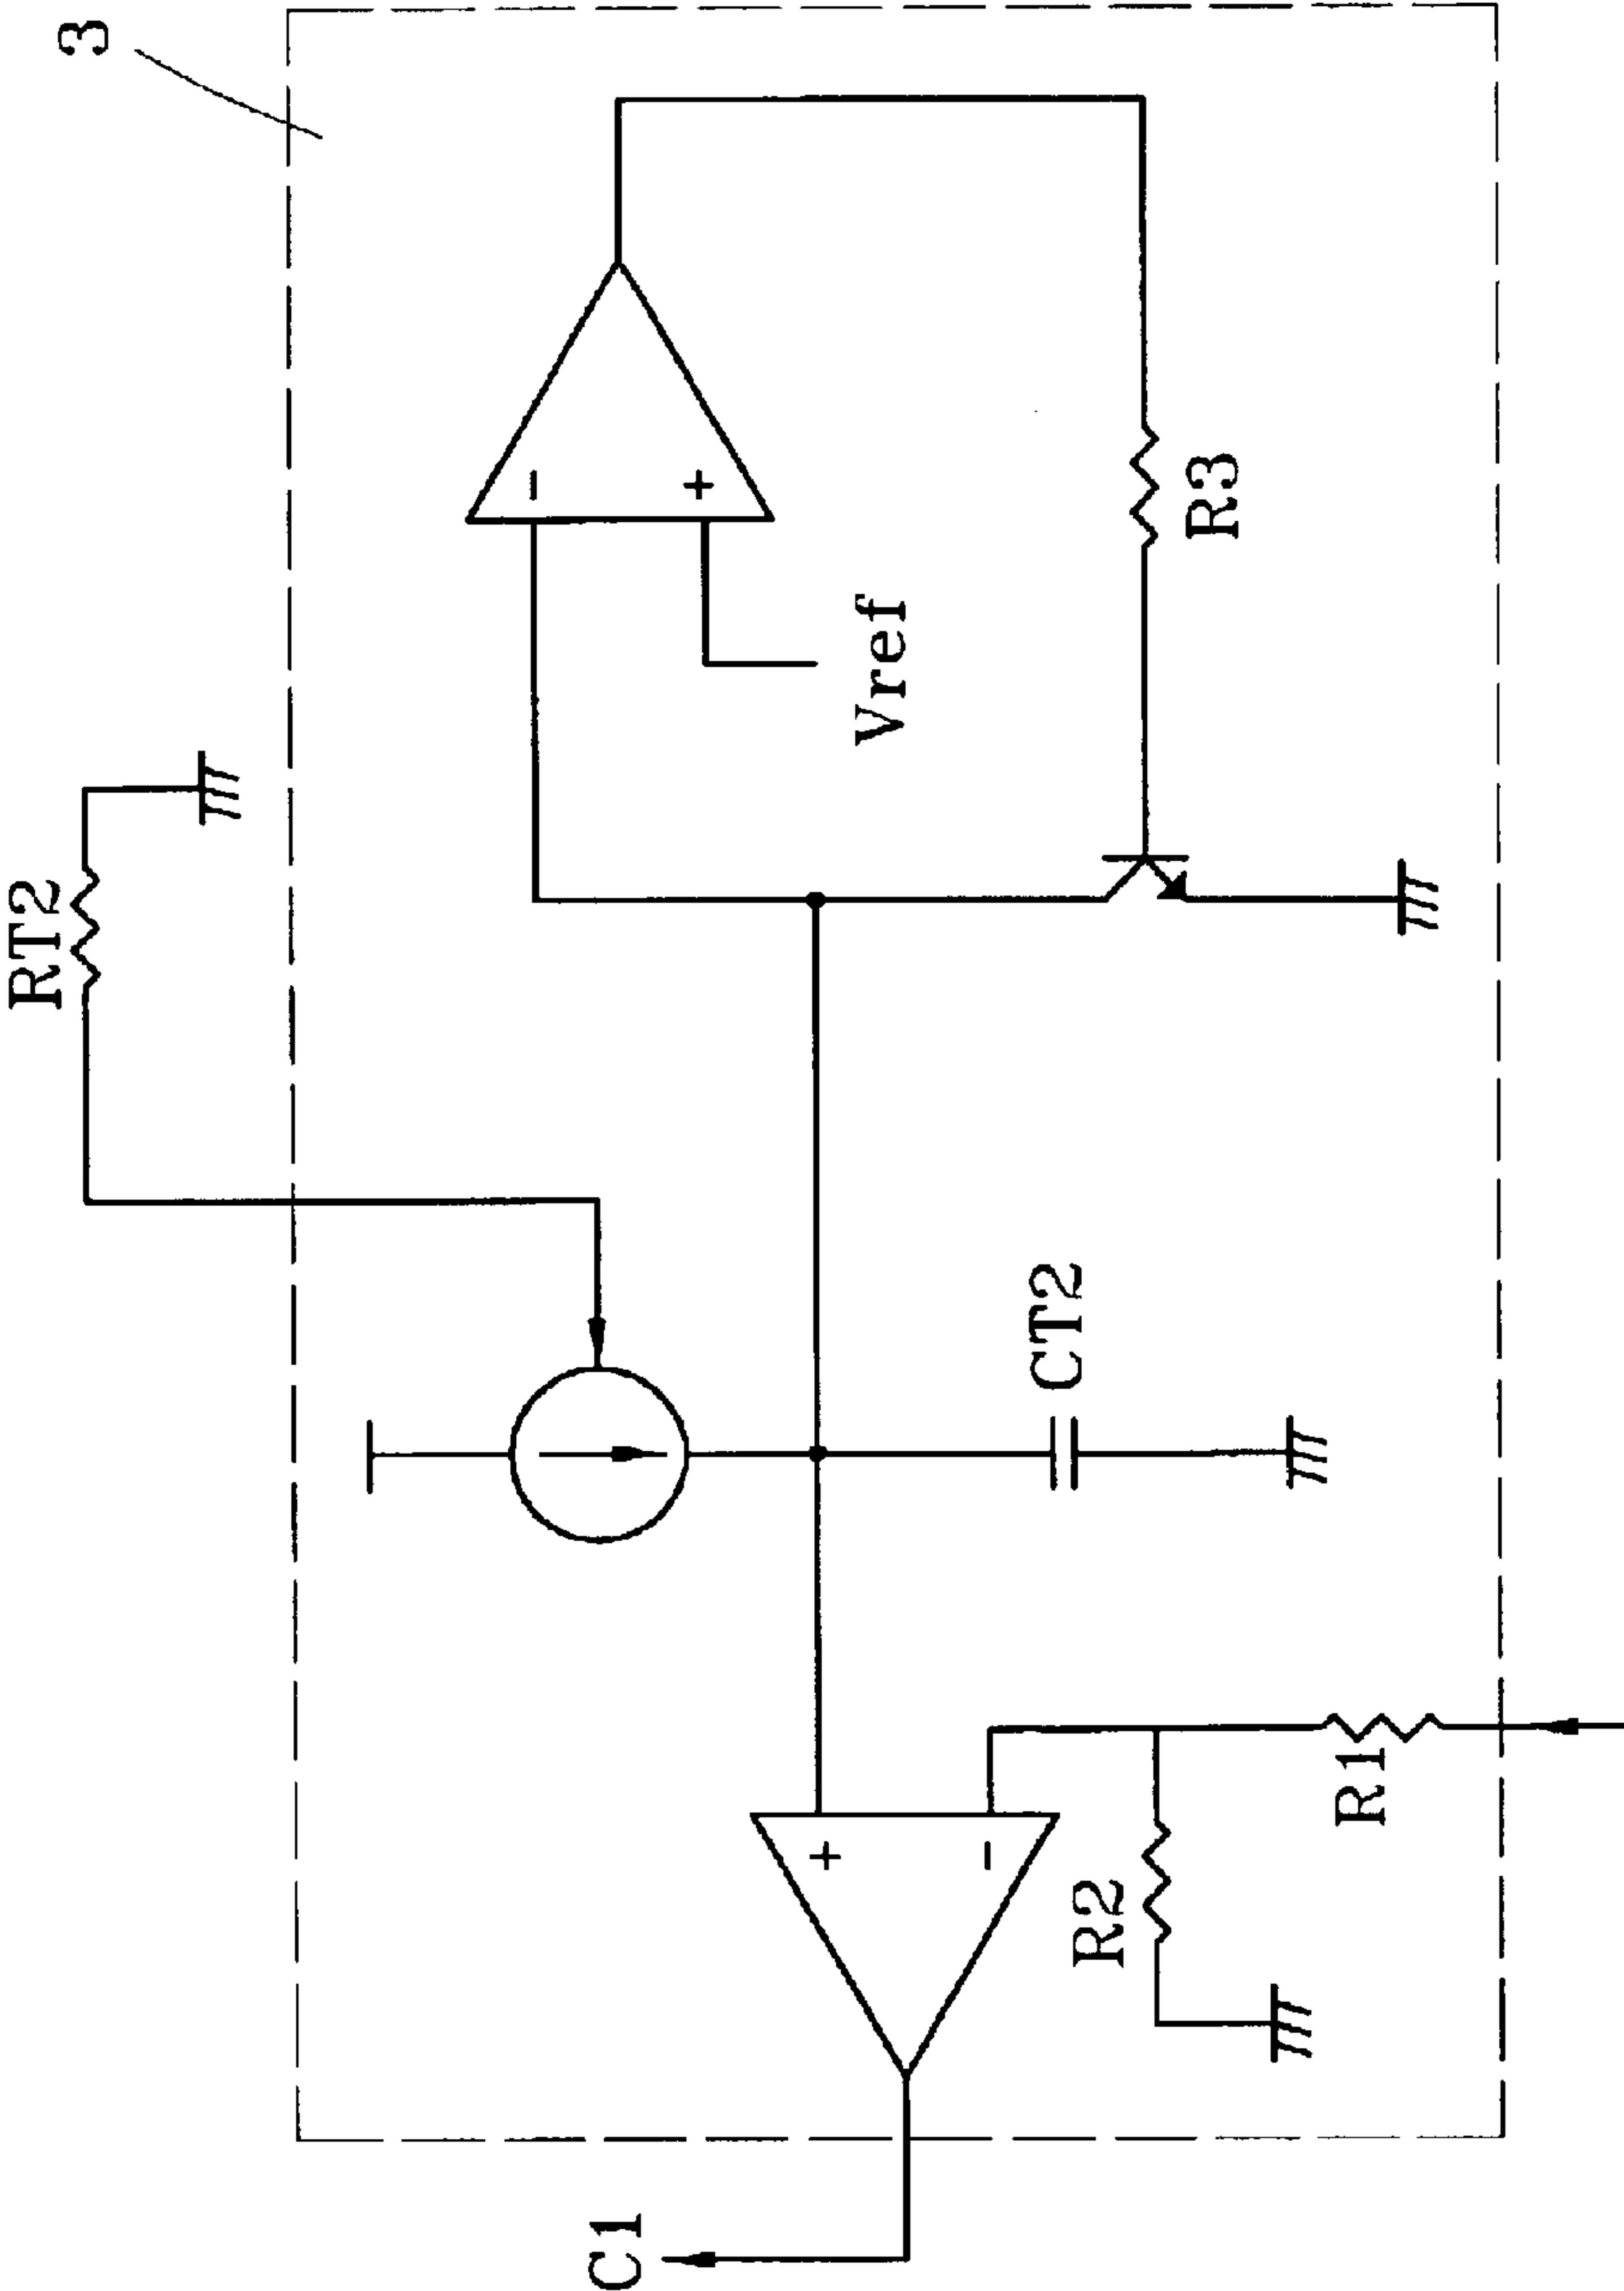 3
RT2
Vref
R3
CT2
R1
R2
C1
+
-
+
-